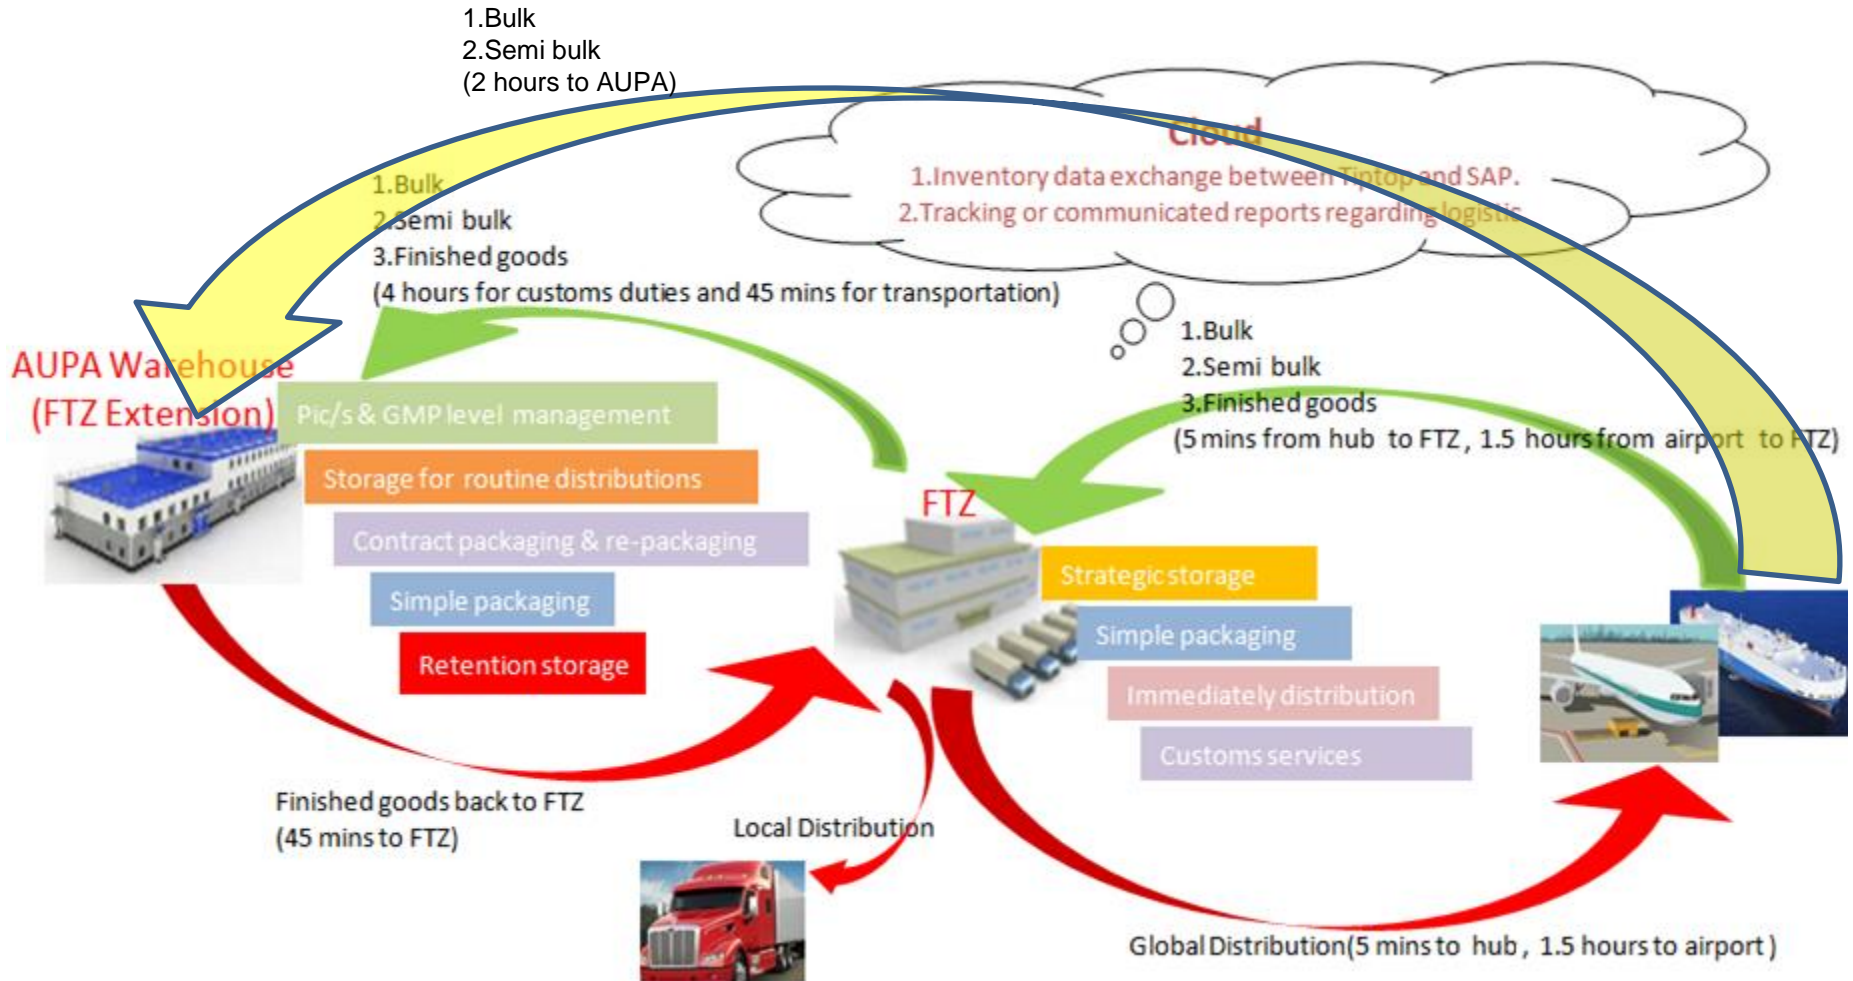 1.Bulk
2.Semi bulk
(2 hours to AUPA)
Cloud
1.Inventory data exchange between Tiptop and SAP.
2.Tracking or communicated reports regarding logistic
1.Bulk
2.Semi bulk
3.Finished goods
(4 hours for customs duties and 45 mins for transportation)
1.Bulk
2.Semi bulk
3.Finished goods
(5 mins from hub to FTZ, 1.5 hours from airport to FTZ)
AUPA Warehouse
(FTZ Extension)
Pic/s & GMP level management
Storage for routine distributions
Contract packaging & re-packaging
Simple packaging
Retention storage
FTZ
Strategic storage
Simple packaging
Immediately distribution
Customs services
Finished goods back to FTZ
(45 mins to FTZ)
Local Distribution
Global Distribution(5 mins to hub, 1.5 hours to airport )